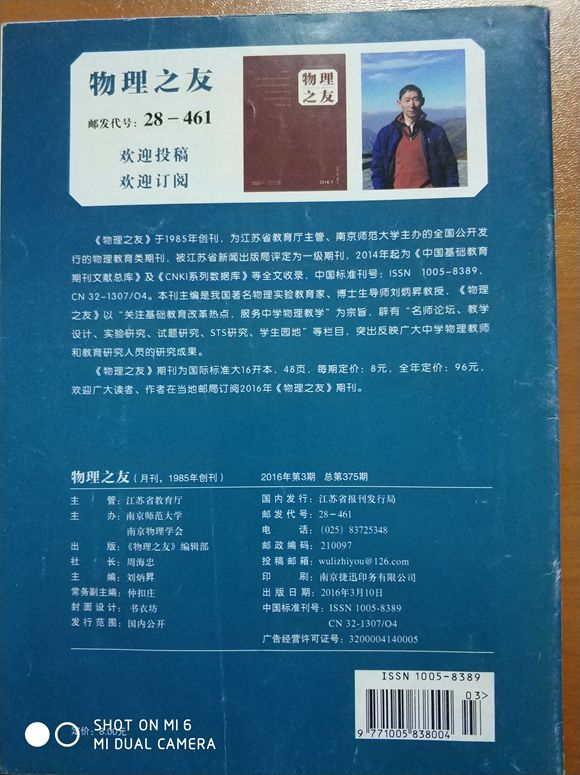 物理之友
邮发代号：28－461
欢迎投稿
欢迎订阅
物理
之友
《物理之友》于1985年创刊，为江苏省教育厅主管、南京师范大学主办的全国公开发
行的物理教育类期刊，被江苏省新闻出版局评定为一级期刊，2014年起为《中国基础教育
期刊文献总库》及《CNKI系列数据库》等全文收录，中国标准刊号：ISSN 1005-8389，
CN 32-1307/O4。本刊主编是我国著名物理实验教育家、博士生导师刘炳昇教授，《物理
之友》以“关注基础教育改革热点，服务中学物理教学”为宗旨，辟有“名师论坛、教学
设计、实验研究、试题研究、STS研究、学生园地”等栏目，突出反映广大中学物理教师
和教育研究人员的研究成果。
《物理之友》期刊为国际标准大16开本，48页，每期定价：8元，全年定价：96元，
欢迎广大读者、作者在当地邮局订阅2016年《物理之友》期刊。
物理之友（月刊，1985年创刊） 2016年第3期 总第375期
主管：江苏省教育厅
主办：南京师范大学
南京物理学会
出版：《物理之友》编辑部
社长：周海忠
主编：刘炳昇
常务副主编：仲扣庄
封面设计：书衣坊
发行范围：国内公开
国内发行：江苏省报刊发行局
邮发代号：28-461
电话：（025）83725348
邮政编码：210097
投稿邮箱：wulizhiyou@126.com
印刷：南京捷迅印务有限公司
出版日期：2016年3月10日
中国标准刊号：ISSN 1005-8389
CN 32-1307/O4
广告经营许可证号：3200004140005
ISSN 1005-8389
03>
9 771005 838004
定价：8.00元
SHOT ON MI 6
MI DUAL CAMERA